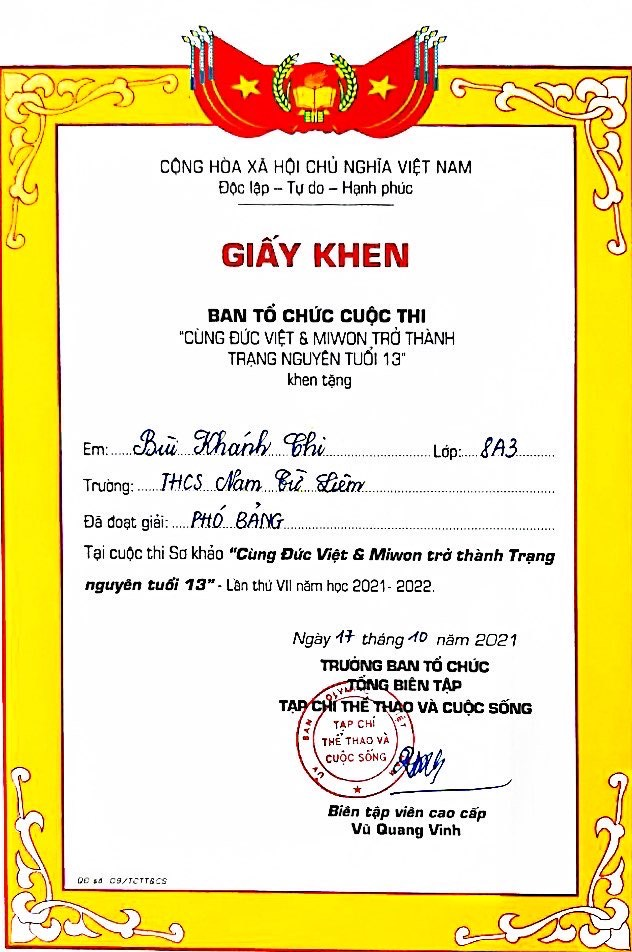 CỘNG HÒA XÃ HỘI CHỦ NGHĨA VIỆT NAM
Độc lập – Tự do – Hạnh phúc
GIẤY KHEN
BAN TỔ CHỨC CUỘC THI
"CÙNG ĐỨC VIỆT & MIWON TRỞ THÀNH
TRẠNG NGUYÊN TUỔI 13"
khen tặng
Em: Bùi Khánh Chi Lớp: 8A3
Trường: THCS Nam Từ Liêm
Đã đoạt giải: PHÓ BẢNG
Tại cuộc thi Sơ khảo "Cùng Đức Việt & Miwon trở thành Trạng
nguyên tuổi 13" - Lần thứ VII năm học 2021- 2022.
Ngày 17 tháng 10 năm 2021
TRƯỞNG BAN TỔ CHỨC
TỔNG BIÊN TẬP
TẠP CHÍ THỂ THAO VÀ CUỘC SỐNG
TẠP CHÍ
THỂ THAO VÀ
CUỘC SỐNG
Biên tập viên cao cấp
Vũ Quang Vinh
QĐ số 09/TCTT&CS